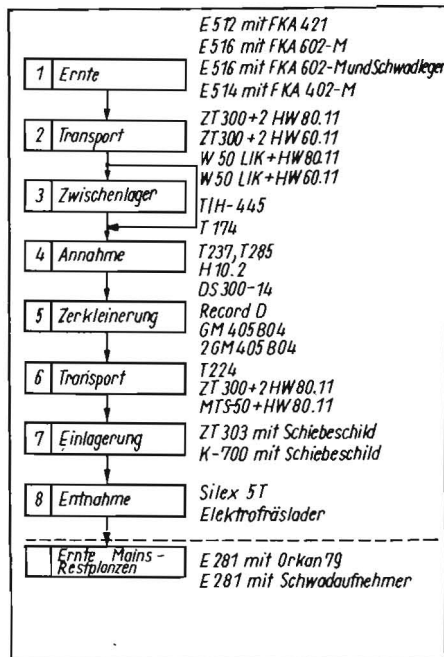 E 512 mit FKA 421
E 516 mit FKA 602-M
1 Ernte
E 516 mit FKA 602-M und Schwadleger
E 514 mit FKA 402-M
ZT 300+2 HW 80.11
2 Transport
ZT 300+2 HW 60.11
W 50 LIK+HW 80.11
W 50 LIK+HW 60.11
3 Zwischenlager
TIH-445
T 174
4 Annahme
T 237, T 285
H 10.2
DS 300-14
5 Zerkleinerung
Record D
GM 405 B04
2 GM 405 B04
6 Transport
T 224
ZT 300+2 HW 80.11
MTS-50+HW 80.11
7 Einlagerung
ZT 303 mit Schiebeschild
K-700 mit Schiebeschild
8 Entnahme
Silex 5T
Elektrofräslader
Ernte Mains-
Restplanzen
E 281 mit Orkan 79
E 281 mit Schwadaufnehmer